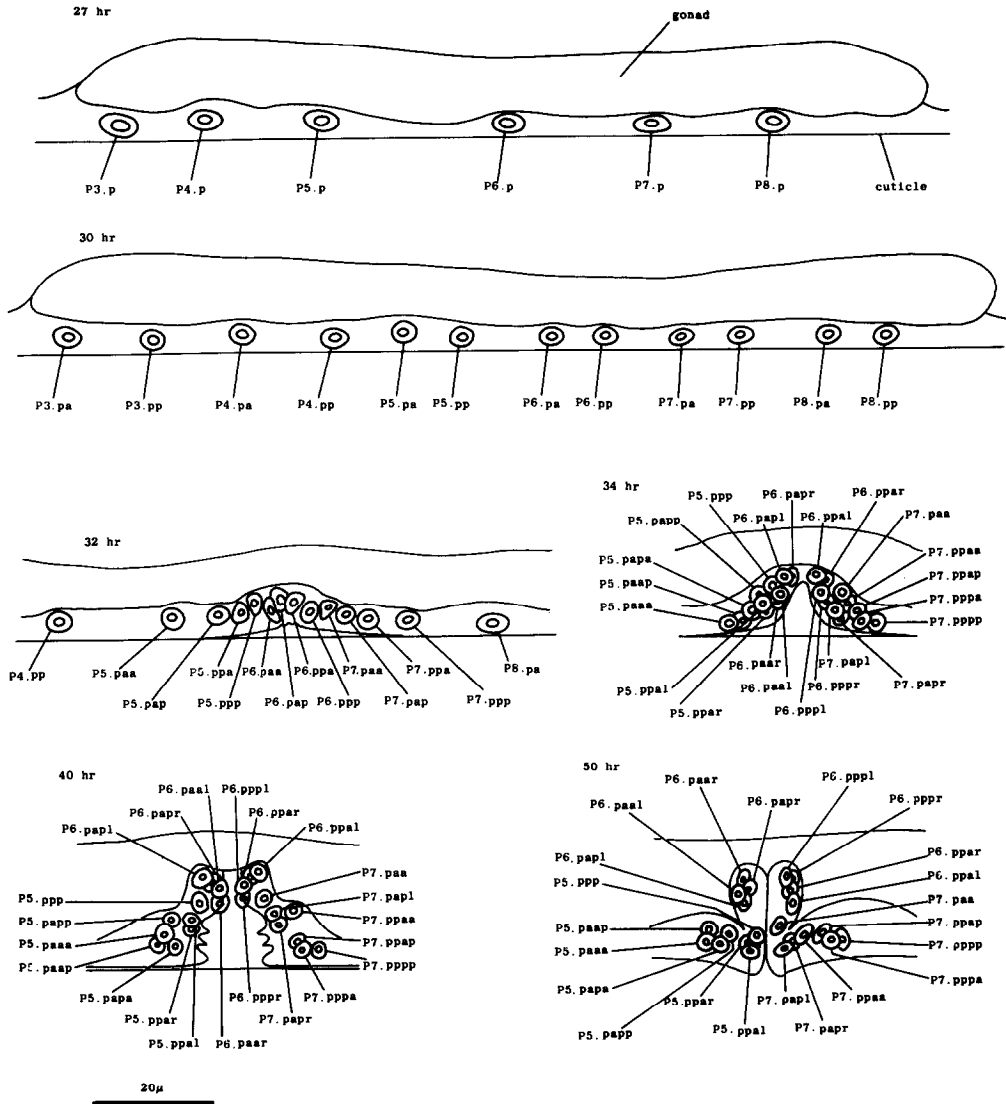 27 hr
gonad
P3.p P4.p P5.p P6.p P7.p P8.p cuticle
30 hr
P3.pa P3.pp P4.pa P4.pp P5.pa P5.pp P6.pa P6.pp P7.pa P7.pp P8.pa P8.pp
32 hr
P4.pp P5.paa P5.ppa P6.paa P6.ppa P7.paa P7.ppa P8.pa
P5.pap P5.ppp P6.pap P6.ppp P7.pap P7.ppp
34 hr
P5.ppp P6.papr P6.ppar
P5.papp P6.papl P6.ppal P7.paa
P5.papa P7.ppaa
P5.paap P7.ppap
P5.paaa P7.pppa
P7.pppp
P6.paar P7.papl
P5.ppal P6.paal P6.pppr P7.papr
P5.ppar P6.pppl
40 hr
P6.paal P6.pppl
P6.papr P6.ppar
P6.papl P6.ppal
P7.paa
P5.ppp P7.papl
P5.papp P7.ppaa
P5.paaa P7.ppap
P5.paap P7.pppp
P5.papa P6.pppr P7.pppa
P5.ppar P7.papr
P5.ppal P6.paar
50 hr
P6.paar P6.pppl
P6.paal P6.papr P6.pppr
P6.papl P6.ppar
P5.ppp P6.ppal
P7.paa
P5.paap P7.ppap
P5.paaa P7.pppp
P5.papa P5.ppar P7.papl P7.ppaa P7.pppa
P5.papp P5.ppal P7.papr
20μ